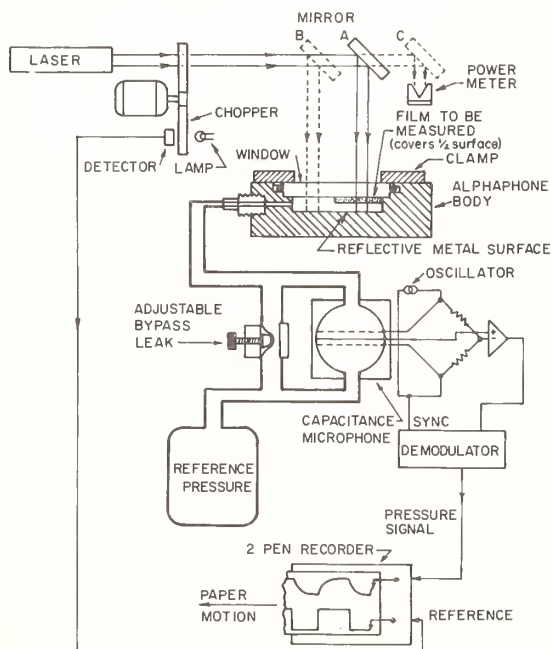 MIRROR
B
A
C
LASER
POWER
METER
CHOPPER
FILM TO BE
MEASURED
(covers ½ surface)
CLAMP
DETECTOR
LAMP
WINDOW
ALPHAPHONE
BODY
REFLECTIVE METAL SURFACE
OSCILLATOR
ADJUSTABLE
BYPASS
LEAK
CAPACITANCE
MICROPHONE
SYNC
DEMODULATOR
REFERENCE
PRESSURE
PRESSURE
SIGNAL
2 PEN RECORDER
PAPER
MOTION
REFERENCE